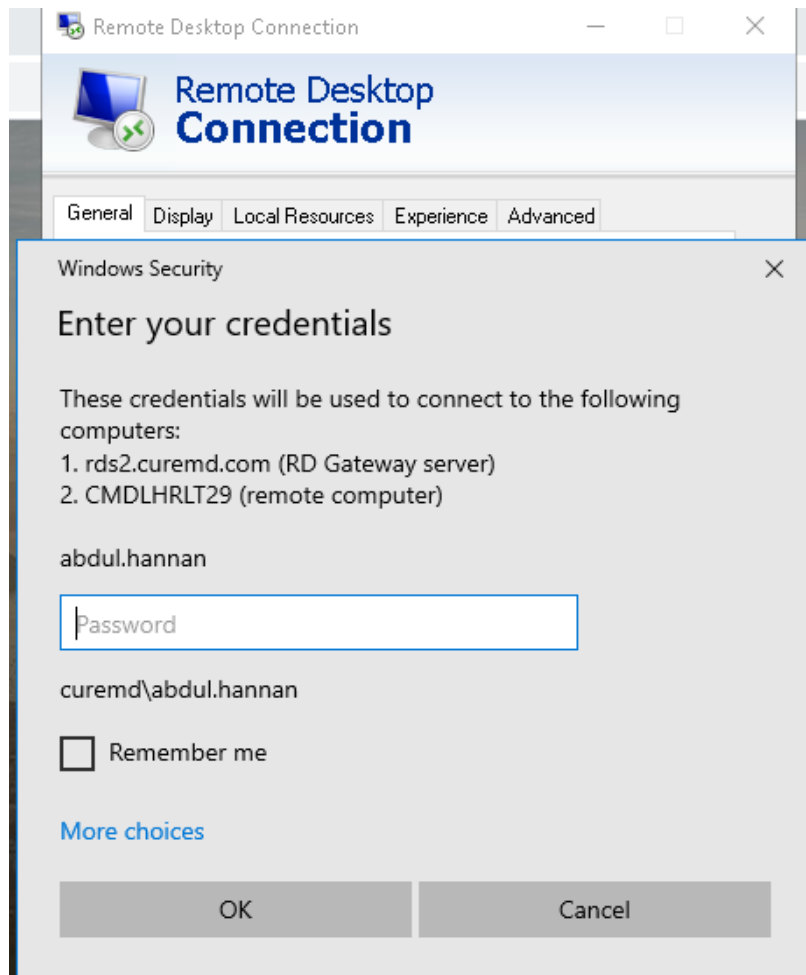 Remote Desktop Connection
Remote Desktop
Connection
General Display Local Resources Experience Advanced
Windows Security
Enter your credentials
These credentials will be used to connect to the following
computers:
1. rds2.curemd.com (RD Gateway server)
2. CMDLHRLT29 (remote computer)
abdul.hannan
Password
curemd\abdul.hannan
Remember me
More choices
OK Cancel